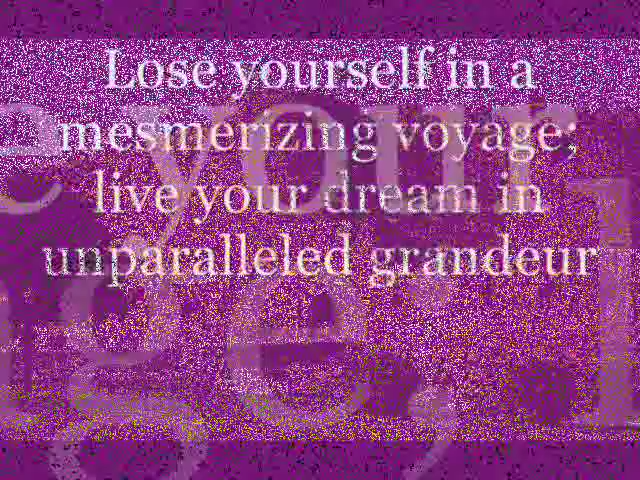 Lose yourself in a
mesmerizing voyage;
live your dream in
unparalleled grandeur